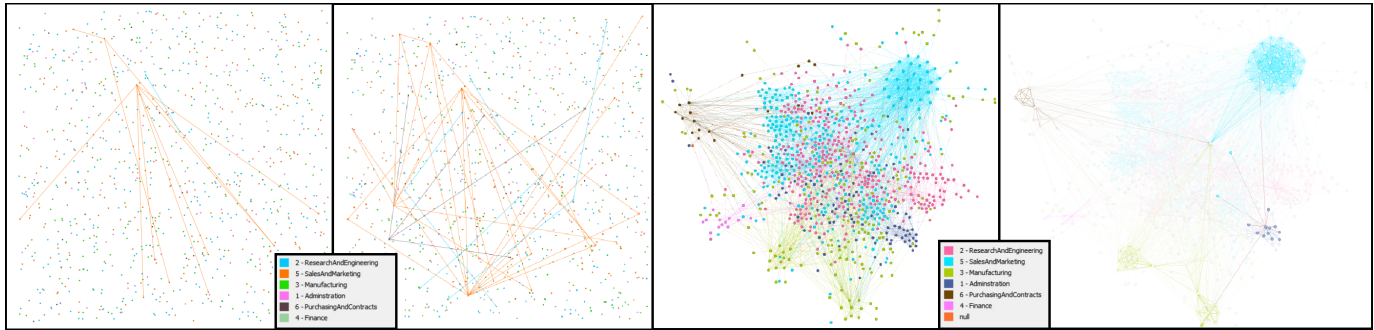 2 - ResearchAndEngineering
5 - SalesAndMarketing
3 - Manufacturing
1 - Adminstration
6 - PurchasingAndContracts
4 - Finance
2 - ResearchAndEngineering
5 - SalesAndMarketing
3 - Manufacturing
1 - Adminstration
6 - PurchasingAndContracts
4 - Finance
null